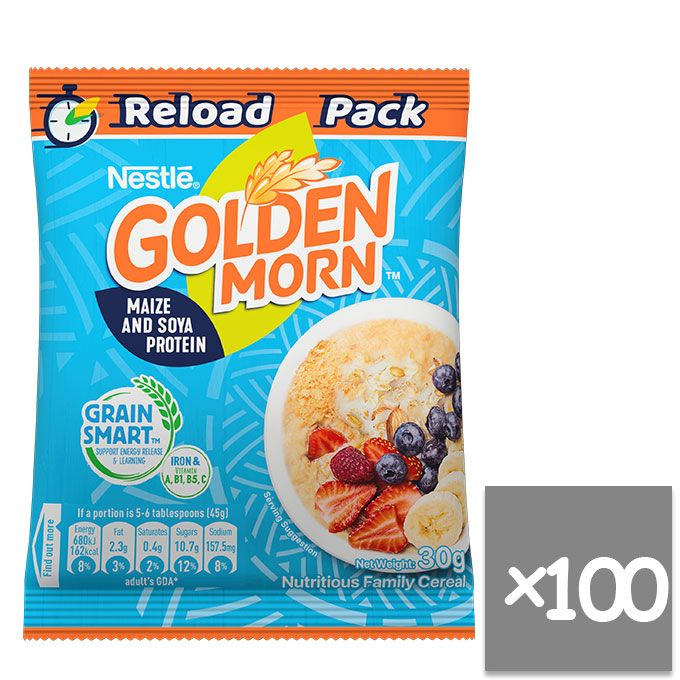 Reload Pack
Nestlé®
GOLDEN
MORN™
MAIZE
AND SOYA
PROTEIN
GRAIN
SMART™
SUPPORT ENERGY RELEASE
& LEARNING
IRON &
VITAMIN
A, B1, B5, C
Serving Suggestion
Find out more
If a portion is 5-6 tablespoons (45g)
Energy Fat Saturates Sugars Sodium
680kJ 2.3g 0.4g 10.7g 157.5mg
162kcal
8% 3% 2% 12% 8%
adult's GDA*
Net Weight: 30g
Nutritious Family Cereal
×100